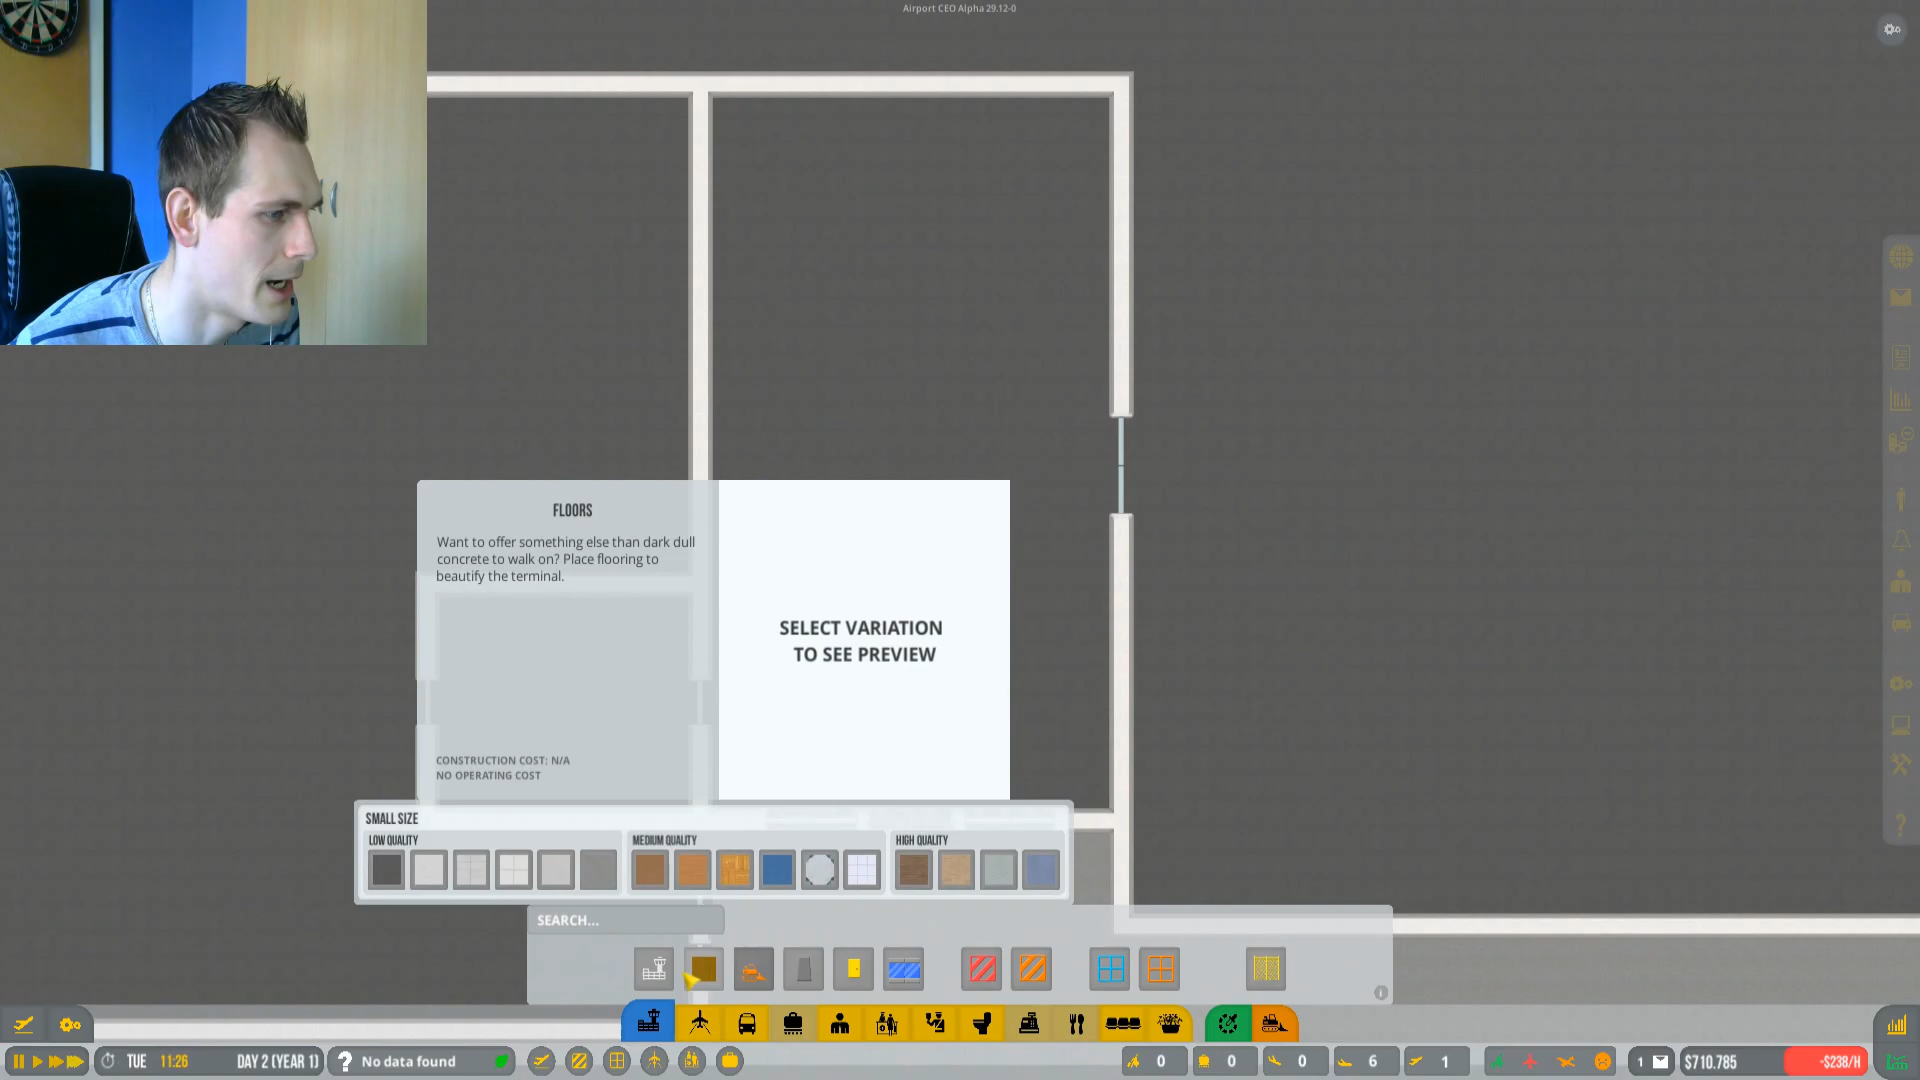 Airport CEO Alpha 29.12-0
FLOORS
Want to offer something else than dark dull
concrete to walk on? Place flooring to
beautify the terminal.
SELECT VARIATION
TO SEE PREVIEW
CONSTRUCTION COST: N/A
NO OPERATING COST
SMALL SIZE
LOW QUALITY
MEDIUM QUALITY
HIGH QUALITY
SEARCH...
TUE 11:26 DAY 2 (YEAR 1)
? No data found
0
0
0
6
1
1
$710.785
-$238/H